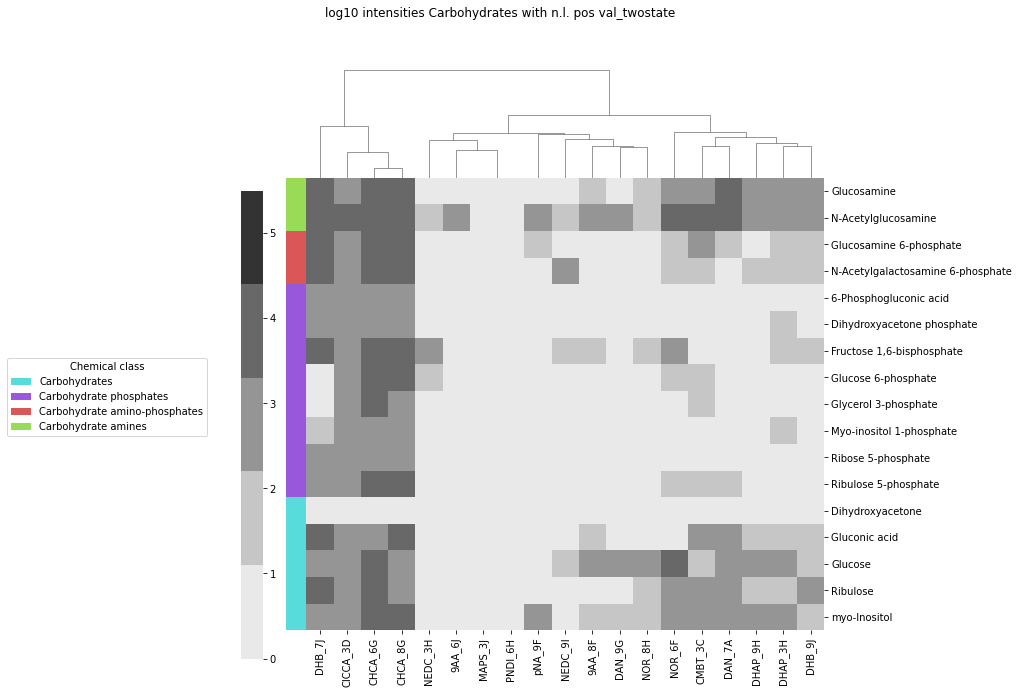 log10 intensities Carbohydrates with n.l. pos val_twostate
Glucosamine
N-Acetylglucosamine
Glucosamine 6-phosphate
N-Acetylgalactosamine 6-phosphate
6-Phosphogluconic acid
Dihydroxyacetone phosphate
Fructose 1,6-bisphosphate
Glucose 6-phosphate
Glycerol 3-phosphate
Myo-inositol 1-phosphate
Ribose 5-phosphate
Ribulose 5-phosphate
Dihydroxyacetone
Gluconic acid
Glucose
Ribulose
myo-Inositol
5
4
3
2
1
0
Chemical class
Carbohydrates
Carbohydrate phosphates
Carbohydrate amino-phosphates
Carbohydrate amines
DHB_7J
ClCCA_3D
CHCA_6G
CHCA_8G
NEDC_3H
9AA_6J
MAPS_3J
PNDI_6H
pNA_9F
NEDC_9I
9AA_8F
DAN_9G
NOR_8H
NOR_6F
CMBT_3C
DAN_7A
DHAP_9H
DHAP_3H
DHB_9J